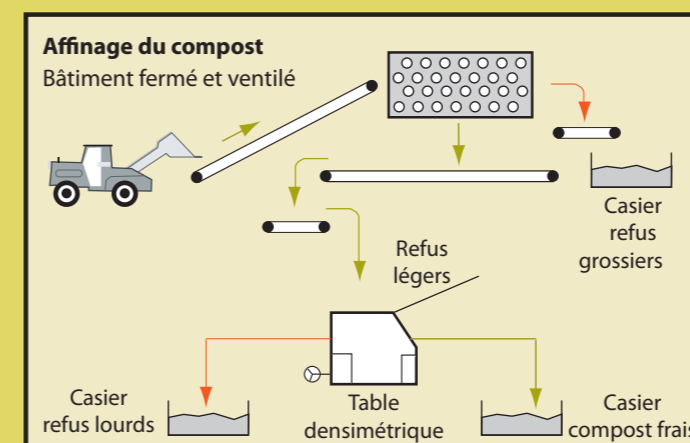 Affinage du compost
Bâtiment fermé et ventilé
Casier
refus
grossiers
Refus
légers
Casier
refus lourds
Table
densimétrique
Casier
compost frais